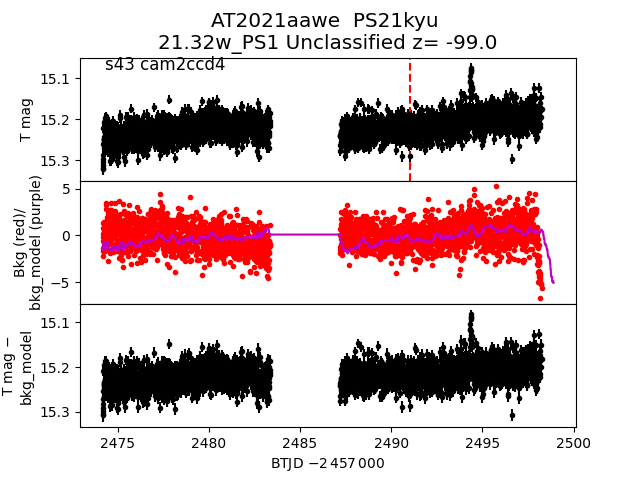 AT2021aawe  PS21kyu
21.32w_PS1 Unclassified z= -99.0
s43 cam2ccd4
T mag
15.1
15.2
15.3
Bkg (red)/
bkg_model (purple)
5
0
−5
T mag −
bkg_model
15.1
15.2
15.3
2475
2480
2485
2490
2495
2500
BTJD −2 457 000